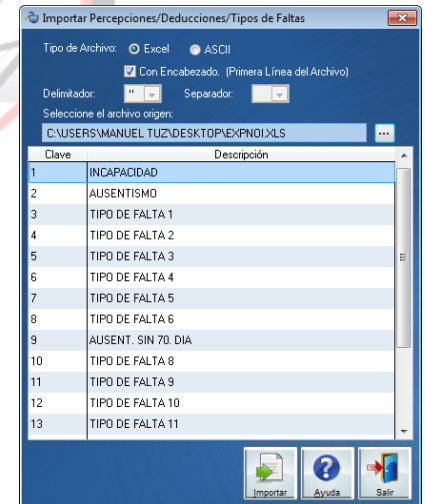 Importar Percepciones/Deducciones/Tipos de Faltas
Tipo de Archivo: Excel ASCII
Con Encabezado. (Primera Línea del Archivo)
Delimitador: " Separador:
Seleccione el archivo origen:
C:\USERS\MANUEL TUZ\DESKTOP\EXPNOI.XLS ...
Clave Descripción
1 INCAPACIDAD
2 AUSENTISMO
3 TIPO DE FALTA 1
4 TIPO DE FALTA 2
5 TIPO DE FALTA 3
6 TIPO DE FALTA 4
7 TIPO DE FALTA 5
8 TIPO DE FALTA 6
9 AUSENT. SIN 70. DIA
10 TIPO DE FALTA 8
11 TIPO DE FALTA 9
12 TIPO DE FALTA 10
13 TIPO DE FALTA 11
Importar Ayuda Salir